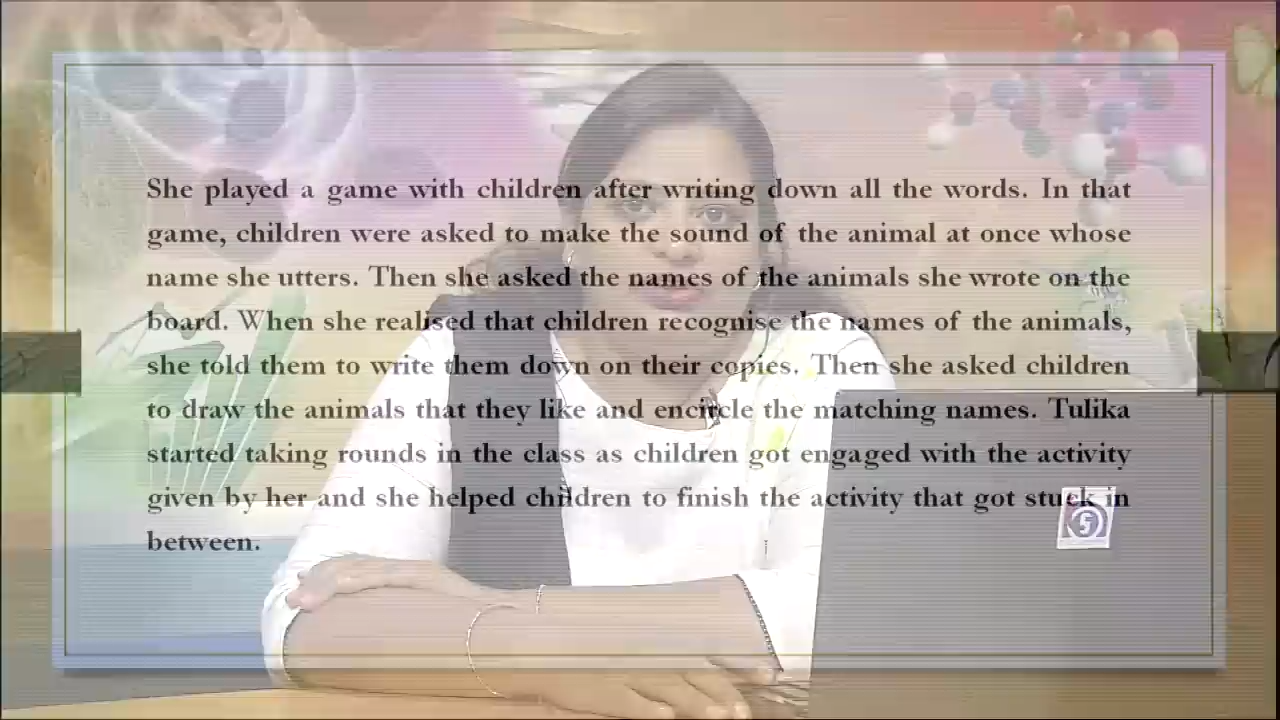 She played a game with children after writing down all the words. In that
game, children were asked to make the sound of the animal at once whose
name she utters. Then she asked the names of the animals she wrote on the
board. When she realised that children recognise the names of the animals,
she told them to write them down on their copies. Then she asked children
to draw the animals that they like and encircle the matching names. Tulika
started taking rounds in the class as children got engaged with the activity
given by her and she helped children to finish the activity that got stuck in
between.